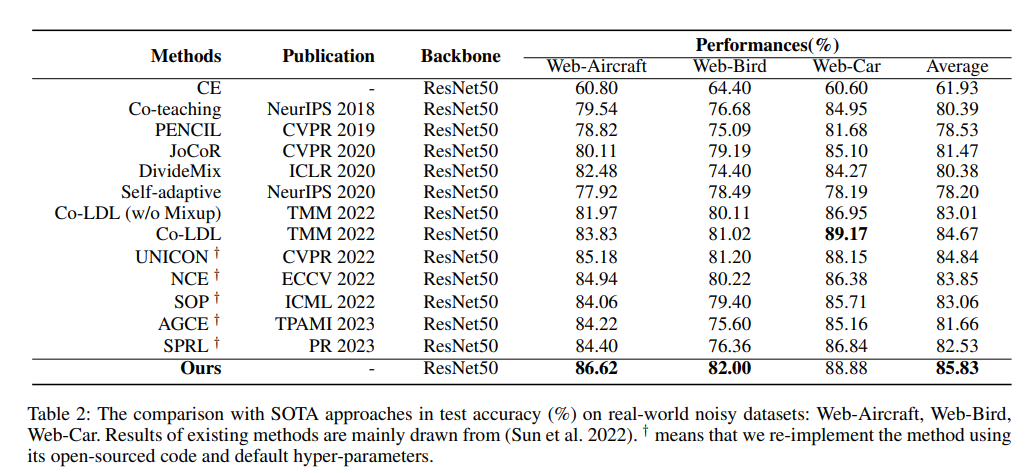 Methods Publication Backbone Performances(%)
Web-Aircraft Web-Bird Web-Car Average
CE - ResNet50 60.80 64.40 60.60 61.93
Co-teaching NeurIPS 2018 ResNet50 79.54 76.68 84.95 80.39
PENCIL CVPR 2019 ResNet50 78.82 75.09 81.68 78.53
JoCoR CVPR 2020 ResNet50 80.11 79.19 85.10 81.47
DivideMix ICLR 2020 ResNet50 82.48 74.40 84.27 80.38
Self-adaptive NeurIPS 2020 ResNet50 77.92 78.49 78.19 78.20
Co-LDL (w/o Mixup) TMM 2022 ResNet50 81.97 80.11 86.95 83.01
Co-LDL TMM 2022 ResNet50 83.83 81.02 89.17 84.67
UNICON † CVPR 2022 ResNet50 85.18 81.20 88.15 84.84
NCE † ECCV 2022 ResNet50 84.94 80.22 86.38 83.85
SOP † ICML 2022 ResNet50 84.06 79.40 85.71 83.06
AGCE † TPAMI 2023 ResNet50 84.22 75.60 85.16 81.66
SPRL † PR 2023 ResNet50 84.40 76.36 86.84 82.53
Ours - ResNet50 86.62 82.00 88.88 85.83
Table 2: The comparison with SOTA approaches in test accuracy (%) on real-world noisy datasets: Web-Aircraft, Web-Bird,
Web-Car. Results of existing methods are mainly drawn from (Sun et al. 2022). † means that we re-implement the method using
its open-sourced code and default hyper-parameters.